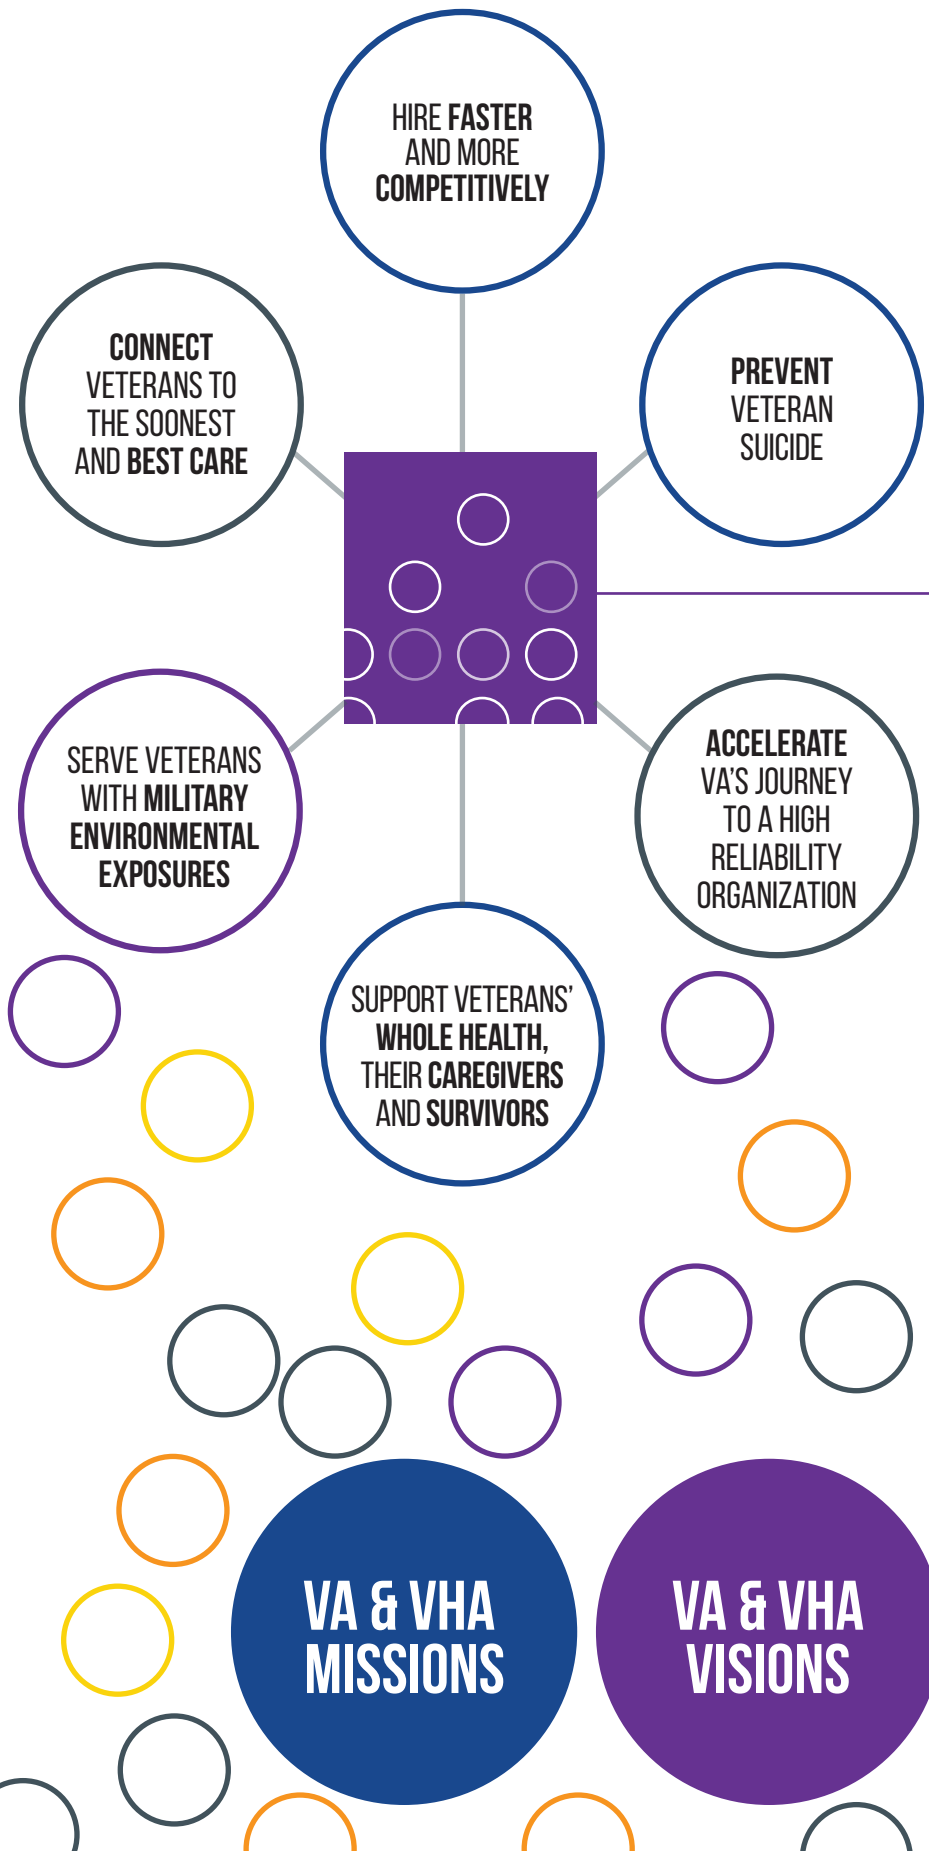 HIRE FASTER
AND MORE
COMPETITIVELY
CONNECT
VETERANS TO
THE SOONEST
AND BEST CARE
PREVENT
VETERAN
SUICIDE
SERVE VETERANS
WITH MILITARY
ENVIRONMENTAL
EXPOSURES
ACCELERATE
VA'S JOURNEY
TO A HIGH
RELIABILITY
ORGANIZATION
SUPPORT VETERANS'
WHOLE HEALTH,
THEIR CAREGIVERS
AND SURVIVORS
VA & VHA
MISSIONS
VA & VHA
VISIONS